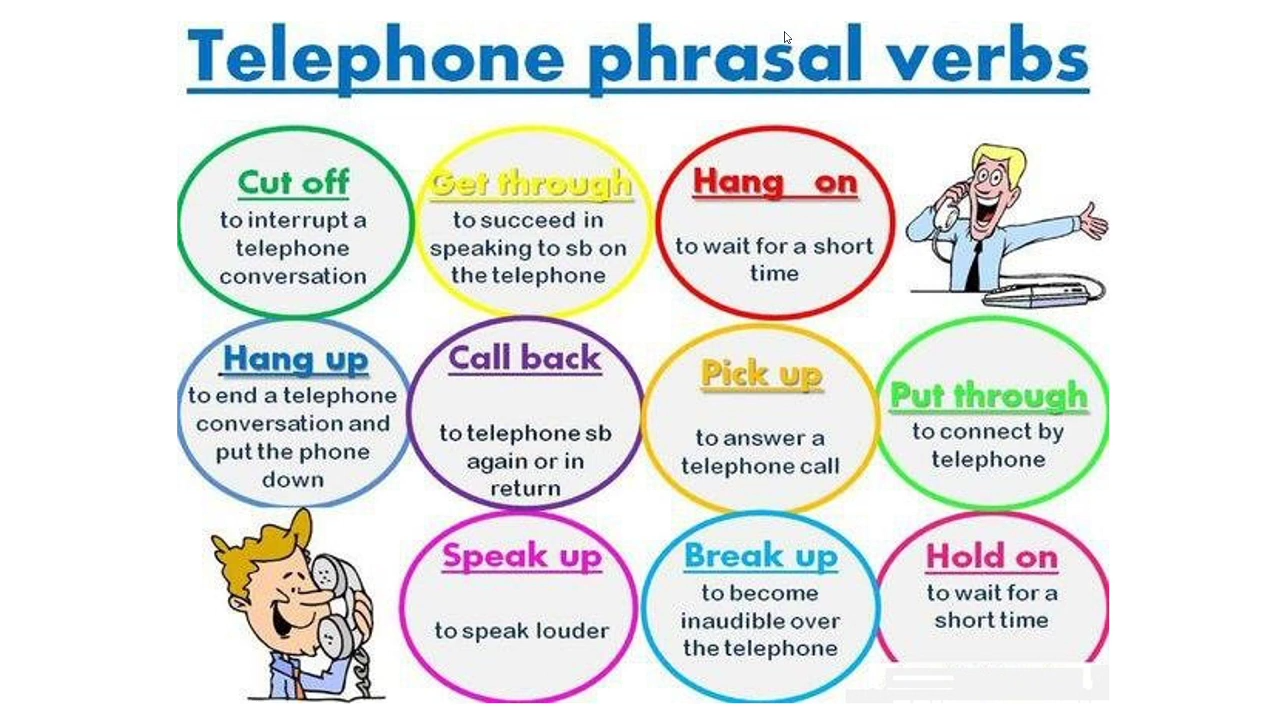 Telephone phrasal verbs
Cut off
to interrupt a
telephone
conversation
Get through
to succeed in
speaking to sb on
the telephone
Hang on
to wait for a short
time
Hang up
to end a telephone
conversation and
put the phone
down
Call back
to telephone sb
again or in
return
Pick up
to answer a
telephone call
Put through
to connect by
telephone
Speak up
to speak louder
Break up
to become
inaudible over
the telephone
Hold on
to wait for a
short time